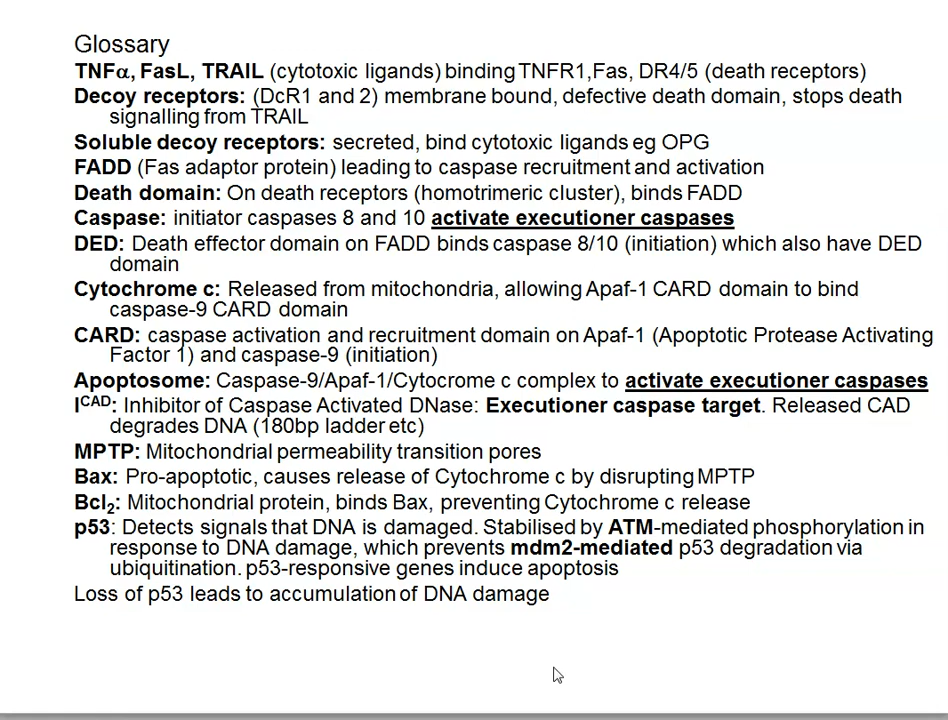 Glossary
TNFα, FasL, TRAIL (cytotoxic ligands) binding TNFR1,Fas, DR4/5 (death receptors)
Decoy receptors: (DcR1 and 2) membrane bound, defective death domain, stops death
signalling from TRAIL
Soluble decoy receptors: secreted, bind cytotoxic ligands eg OPG
FADD (Fas adaptor protein) leading to caspase recruitment and activation
Death domain: On death receptors (homotrimeric cluster), binds FADD
Caspase: initiator caspases 8 and 10 activate executioner caspases
DED: Death effector domain on FADD binds caspase 8/10 (initiation) which also have DED
domain
Cytochrome c: Released from mitochondria, allowing Apaf-1 CARD domain to bind
caspase-9 CARD domain
CARD: caspase activation and recruitment domain on Apaf-1 (Apoptotic Protease Activating
Factor 1) and caspase-9 (initiation)
Apoptosome: Caspase-9/Apaf-1/Cytocrome c complex to activate executioner caspases
ICAD: Inhibitor of Caspase Activated DNase: Executioner caspase target. Released CAD
degrades DNA (180bp ladder etc)
MPTP: Mitochondrial permeability transition pores
Bax: Pro-apoptotic, causes release of Cytochrome c by disrupting MPTP
Bcl2: Mitochondrial protein, binds Bax, preventing Cytochrome c release
p53: Detects signals that DNA is damaged. Stabilised by ATM-mediated phosphorylation in
response to DNA damage, which prevents mdm2-mediated p53 degradation via
ubiquitination. p53-responsive genes induce apoptosis
Loss of p53 leads to accumulation of DNA damage